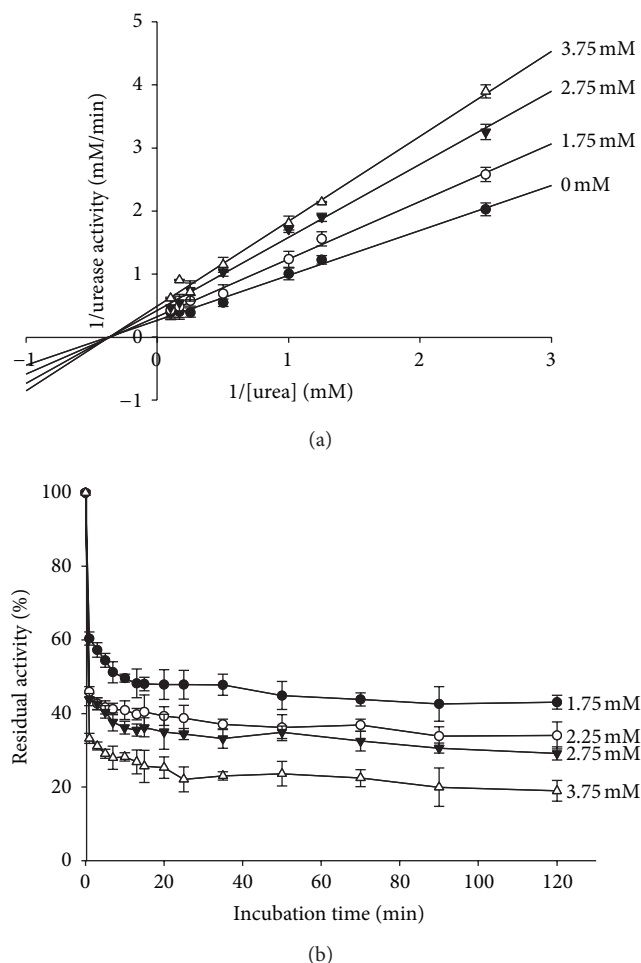 5
3.75 mM
4
2.75 mM
3
1.75 mM
2
0 mM
1
0
−1 0 1 2 3
−1
1/urease activity (mM/min)
1/[urea] (mM)
(a)
100
80
60
40
20
0
Residual activity (%)
1.75 mM
2.25 mM
2.75 mM
3.75 mM
0 20 40 60 80 100 120
Incubation time (min)
(b)